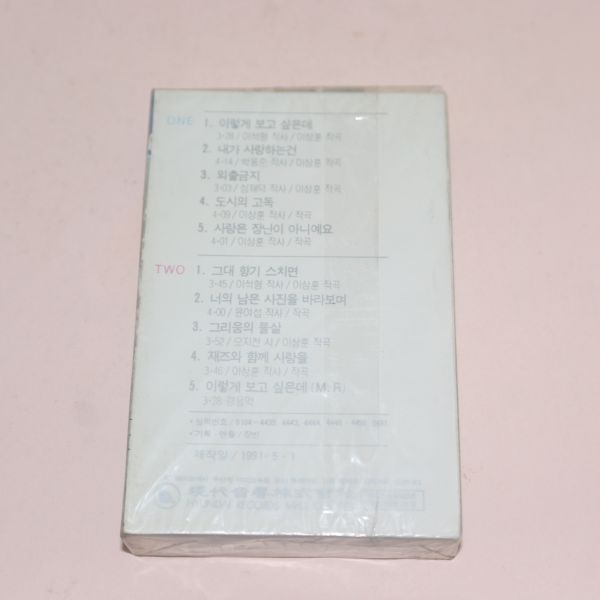 ONE 1. 이렇게 보고 싶은데
3·28 / 이석형 작사 / 이상훈 작곡
2. 내가 사랑하는건
4·14 / 박용준 작사 / 이상훈 작곡
3. 외출금지
3·03 / 심재덕 작사 / 이상훈 작곡
4. 도시의 고독
4·09 / 이상훈 작사 / 작곡
5. 사랑은 장난이 아니예요
4·01 / 이상훈 작사 / 작곡
TWO 1. 그대 향기 스치면
3·45 / 이석형 작사 / 이상훈 작곡
2. 너의 남은 사진을 바라보며
4·00 / 윤여섭 작사 / 작곡
3. 그리움의 풀살
3·52 / 오지전 시 / 이상훈 작곡
4. 재즈와 함께 사랑을
3·46 / 이상훈 작사 / 작곡
5. 이렇게 보고 싶은데 (M. R)
3·28 경음악
제작일 / 1991·5·1
HYUNDAI RECORDS